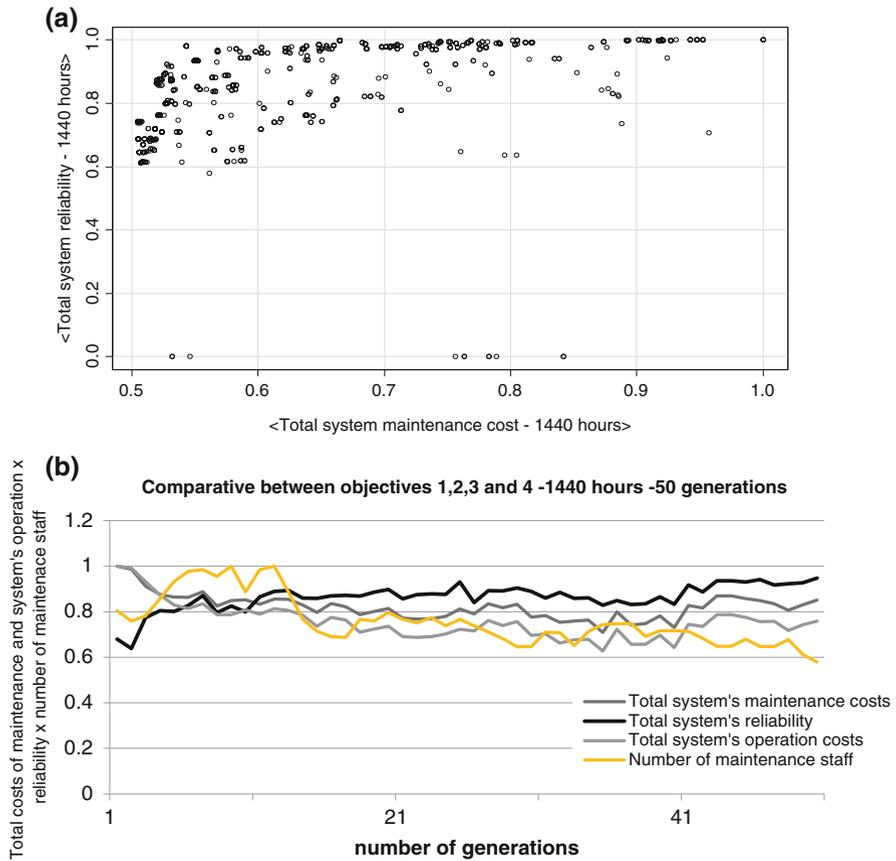 (a)
<Total system reliability - 1440 hours>
1.0
0.8
0.6
0.4
0.2
0.0
0.5 0.6 0.7 0.8 0.9 1.0
<Total system maintenance cost - 1440 hours>
(b)
Comparative between objectives 1,2,3 and 4 -1440 hours -50 generations
Total costs of maintenance and system's operation x
reliability x number of maintenace staff
1.2
1
0.8
0.6
0.4
0.2
0
Total system's maintenance costs
Total system's reliability
Total system's operation costs
Number of maintenance staff
1 21 41
number of generations